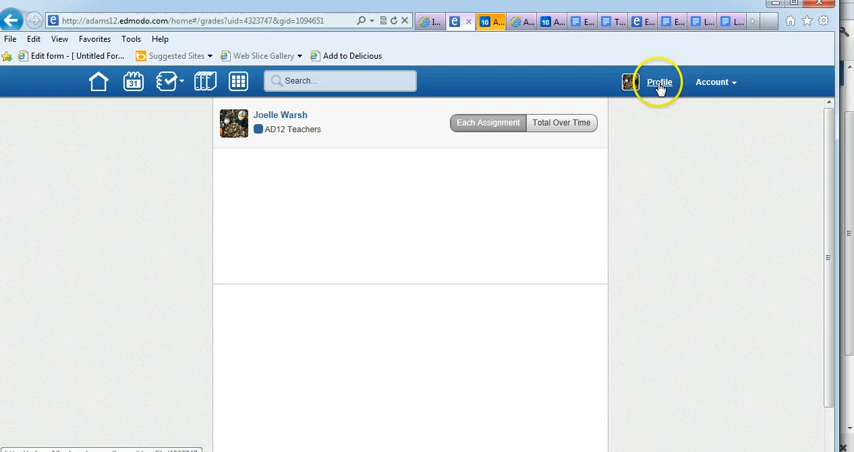 http://adams12.edmodo.com/home#/grades?uid=4323747&gid=1094651
File Edit View Favorites Tools Help
Edit form - [ Untitled For... Suggested Sites Web Slice Gallery Add to Delicious
31 Search... Profile Account
Joelle Warsh
AD12 Teachers
Each Assignment Total Over Time